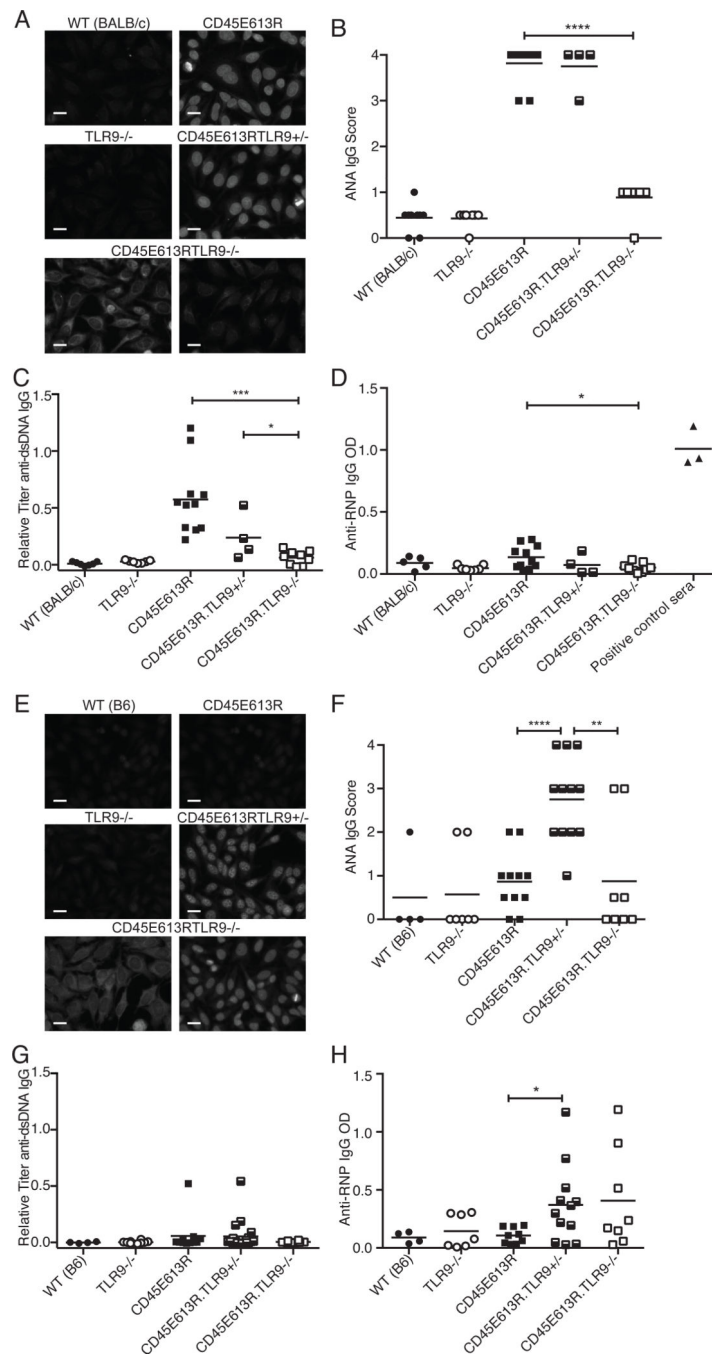 A
WT (BALB/c) CD45E613R
TLR9-/- CD45E613RTLR9+/-
CD45E613RTLR9-/-
B
ANA IgG Score
4
3
2
1
0
****
WT (BALB/c)
TLR9-/-
CD45E613R
CD45E613R.TLR9+/-
CD45E613R.TLR9-/-
C
Relative Titer anti-dsDNA IgG
1.5
1.0
0.5
0.0
***
*
WT (BALB/c)
TLR9-/-
CD45E613R
CD45E613R.TLR9+/-
CD45E613R.TLR9-/-
D
Anti-RNP IgG OD
1.5
1.0
0.5
0.0
*
WT (BALB/c)
TLR9-/-
CD45E613R
CD45E613R.TLR9+/-
CD45E613R.TLR9-/-
Positive control sera
E
WT (B6) CD45E613R
TLR9-/- CD45E613RTLR9+/-
CD45E613RTLR9-/-
F
ANA IgG Score
4
3
2
1
0
**** **
WT (B6)
TLR9-/-
CD45E613R
CD45E613R.TLR9+/-
CD45E613R.TLR9-/-
G
Relative Titer anti-dsDNA IgG
1.5
1.0
0.5
0.0
WT (B6)
TLR9-/-
CD45E613R
CD45E613R.TLR9+/-
CD45E613R.TLR9-/-
H
Anti-RNP IgG OD
1.5
1.0
0.5
0.0
*
WT (B6)
TLR9-/-
CD45E613R
CD45E613R.TLR9+/-
CD45E613R.TLR9-/-